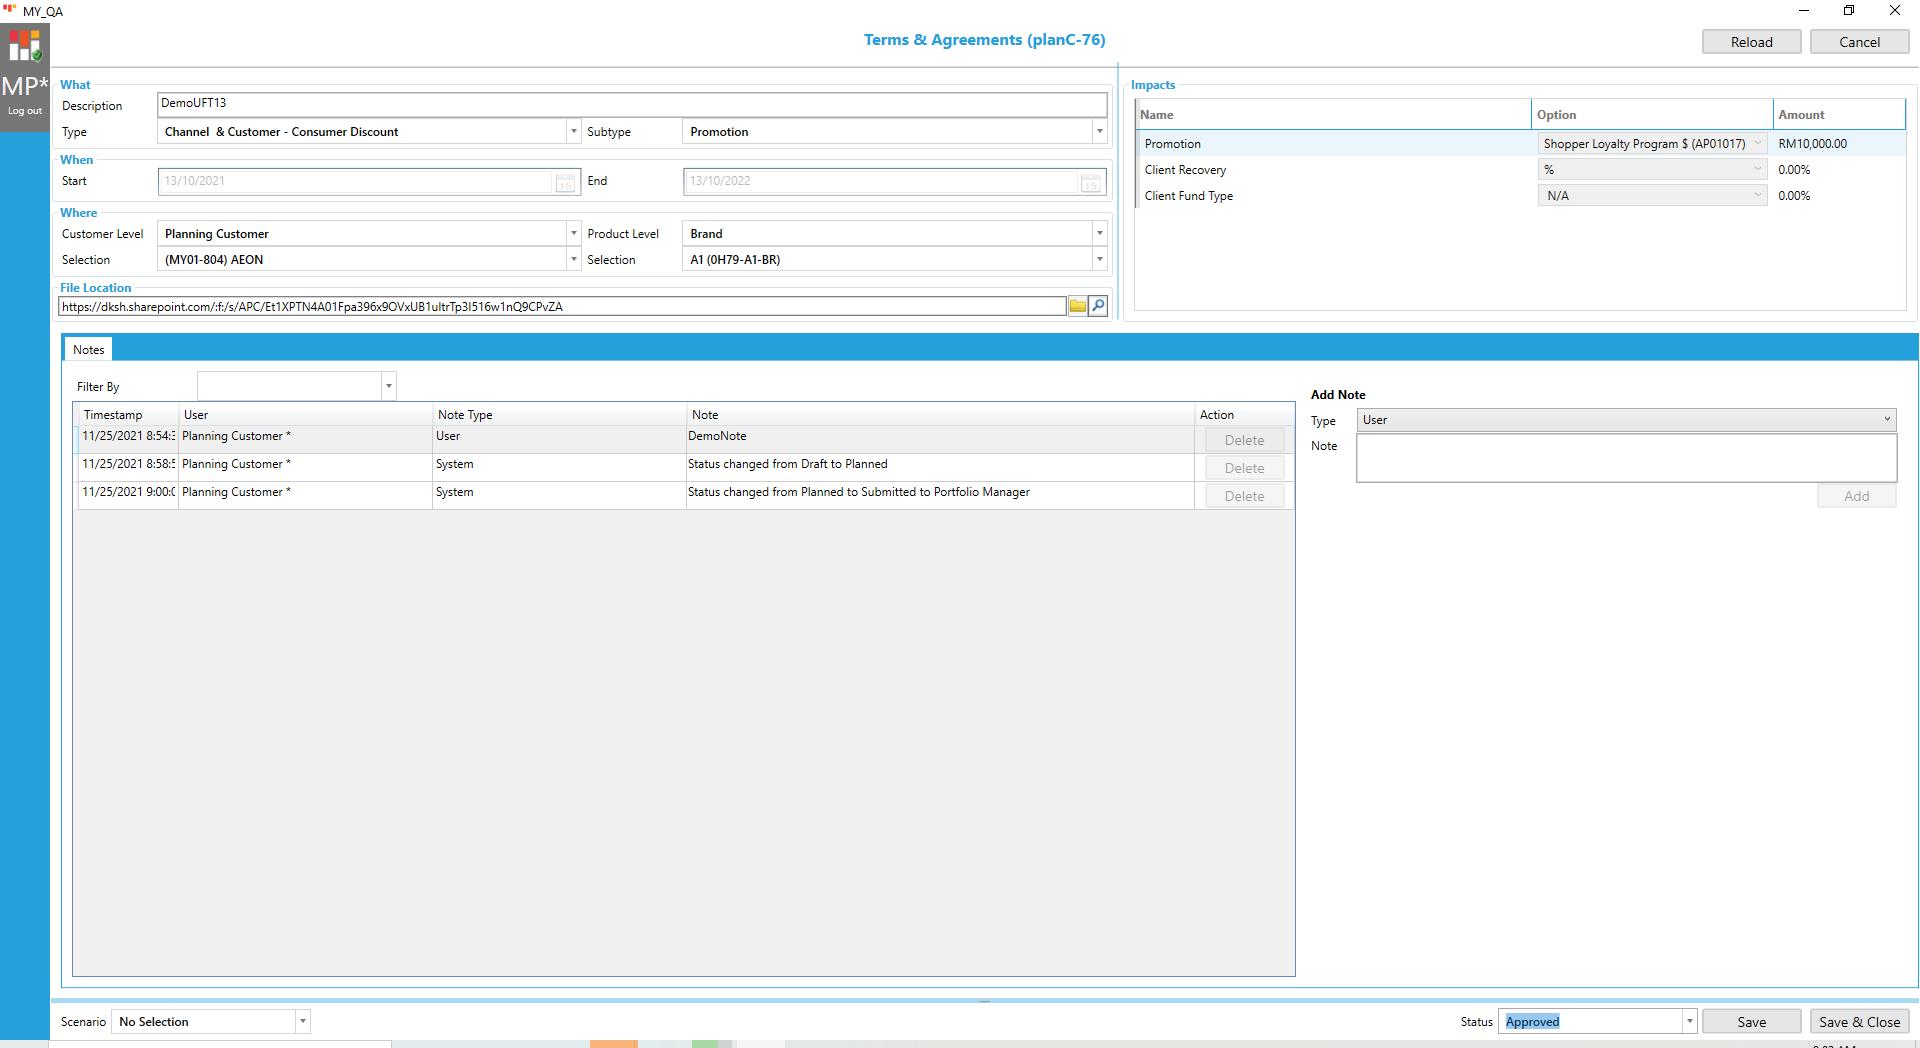 MY_QA
MP*
Log out
Terms & Agreements (planC-76)
Reload
Cancel
What
Description
DemoUFT13
Type
Channel & Customer - Consumer Discount
Subtype
Promotion
When
Start
13/10/2021
15
End
13/10/2022
15
Where
Customer Level
Planning Customer
Product Level
Brand
Selection
(MY01-804) AEON
Selection
A1 (0H79-A1-BR)
File Location
https://dksh.sharepoint.com/:f:/s/APC/Et1XPTN4A01Fpa396x9OVxUB1ultrTp3I516w1nQ9CPvZA
Impacts
Name Option Amount
Promotion Shopper Loyalty Program $ (AP01017) RM10,000.00
Client Recovery % 0.00%
Client Fund Type N/A 0.00%
Notes
Filter By
Timestamp User Note Type Note Action
11/25/2021 8:54: Planning Customer * User DemoNote Delete
11/25/2021 8:58: Planning Customer * System Status changed from Draft to Planned Delete
11/25/2021 9:00: Planning Customer * System Status changed from Planned to Submitted to Portfolio Manager Delete
Add Note
Type
User
Note
Add
Scenario
No Selection
Status
Approved
Save
Save & Close